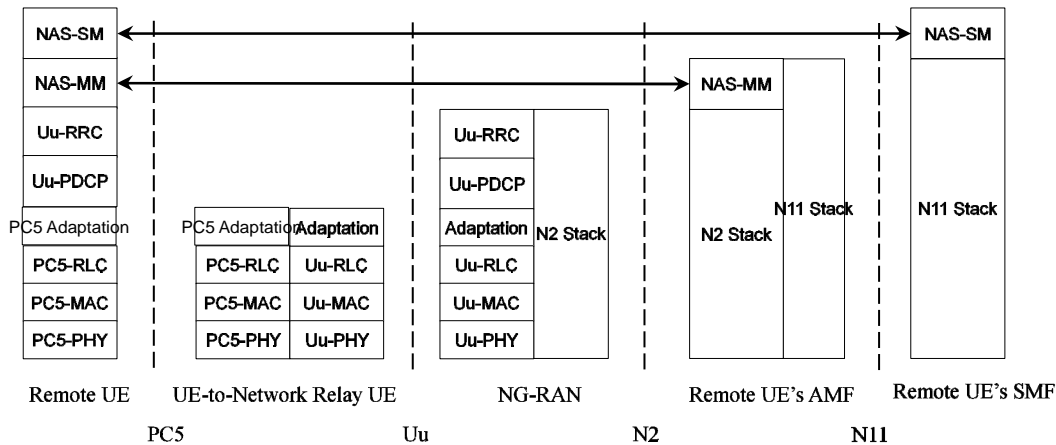 NAS-SM
NAS-SM
NAS-MM
NAS-MM
Uu-RRC
Uu-RRC
Uu-PDCP
Uu-PDCP
PC5 Adaptation
PC5 Adaptation
Adaptation
Adaptation
N2 Stack
N2 Stack
N11 Stack
N11 Stack
PC5-RLC
PC5-RLC
Uu-RLC
Uu-RLC
PC5-MAC
PC5-MAC
Uu-MAC
Uu-MAC
PC5-PHY
PC5-PHY
Uu-PHY
Uu-PHY
Remote UE
UE-to-Network Relay UE
NG-RAN
Remote UE's AMF
Remote UE's SMF
PC5
Uu
N2
N11